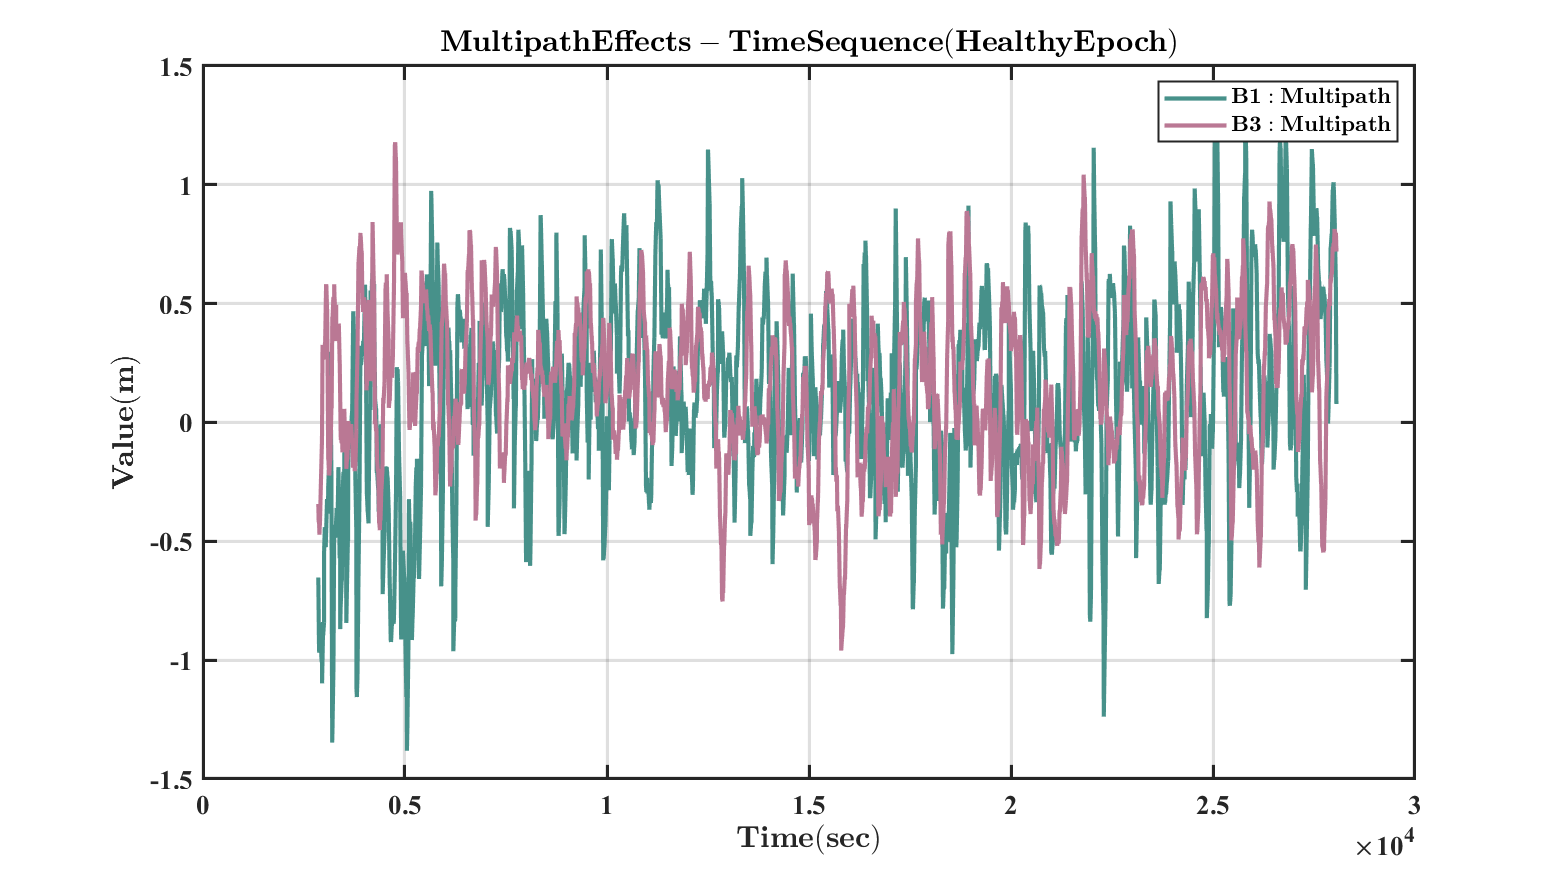 MultipathEffects – TimeSequence(HealthyEpoch)
B1 : Multipath
B3 : Multipath
Value(m)
1.5
1
0.5
0
-0.5
-1
-1.5
0 0.5 1 1.5 2 2.5 3
Time(sec)
×10^4